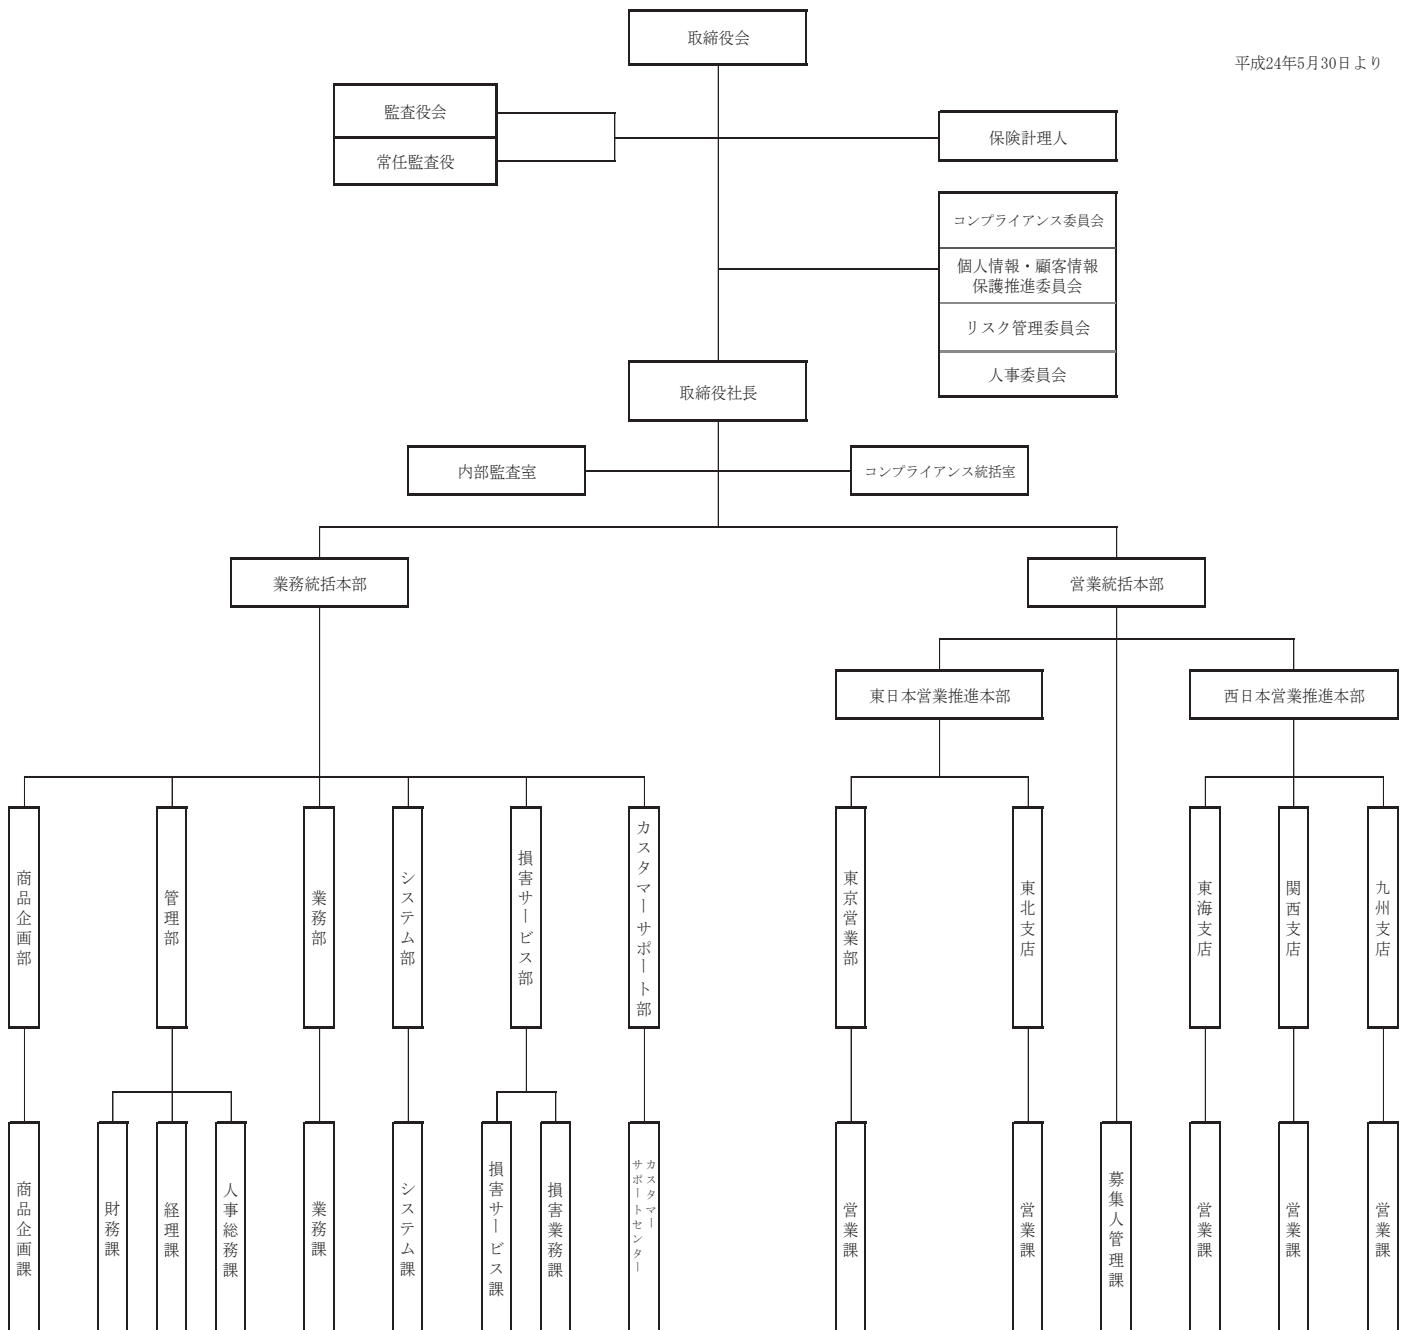 取締役会
平成24年5月30日より
監査役会
常任監査役
保険計理人
コンプライアンス委員会
個人情報・顧客情報
保護推進委員会
リスク管理委員会
人事委員会
取締役社長
内部監査室
コンプライアンス統括室
業務統括本部
営業統括本部
東日本営業推進本部
西日本営業推進本部
商品企画部
管理部
業務部
システム部
損害サービス部
カスタマーサポート部
東京営業部
東北支店
東海支店
関西支店
九州支店
商品企画課
財務課
経理課
人事総務課
業務課
システム課
損害サービス課
損害業務課
カスタマー
サポートセンター
営業課
営業課
募集人管理課
営業課
営業課
営業課